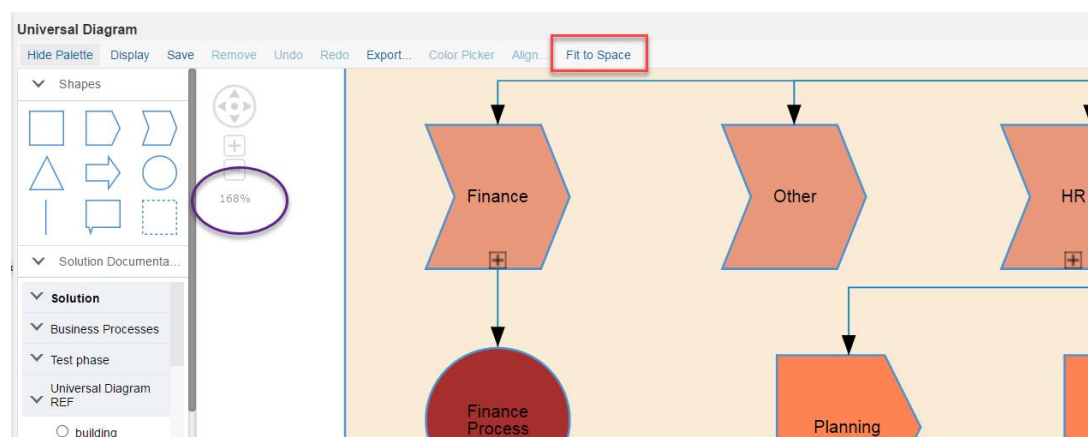 Universal Diagram
Hide Palette Display Save Remove Undo Redo Export... Color Picker Align... Fit to Space
Shapes
168%
Solution Documenta...
Solution
Business Processes
Test phase
Universal Diagram
REF
building
Finance
Other
HR
Finance
Process
Planning